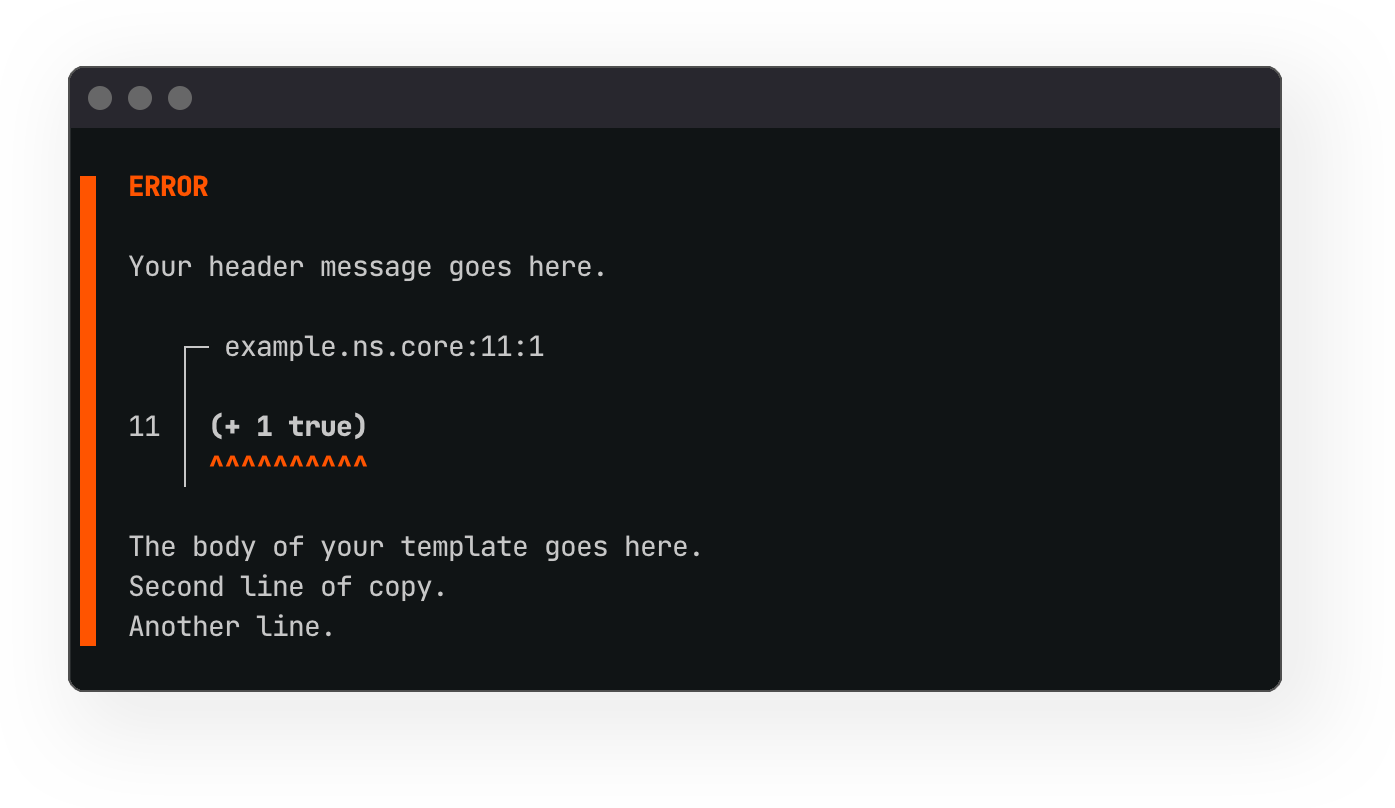 ERROR
Your header message goes here.
example.ns.core:11:1
11 (+ 1 true)
^^^^^^^^^^
The body of your template goes here.
Second line of copy.
Another line.